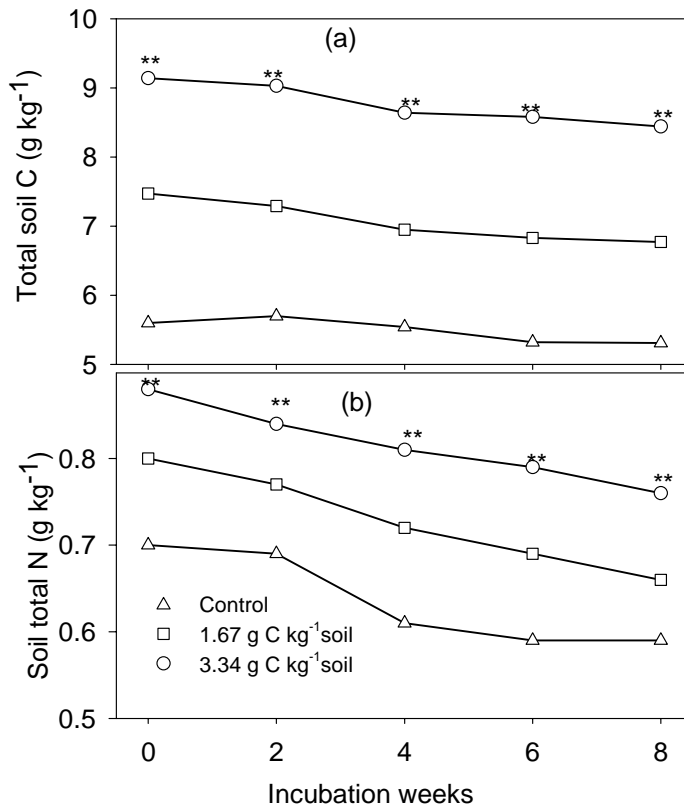 (a)
Total soil C (g kg⁻¹)
10
9
8
7
6
5
** ** ** ** **
(b)
Soil total N (g kg⁻¹)
0.8
0.7
0.6
0.5
** ** ** ** **
Control
1.67 g C kg⁻¹soil
3.34 g C kg⁻¹soil
0 2 4 6 8
Incubation weeks